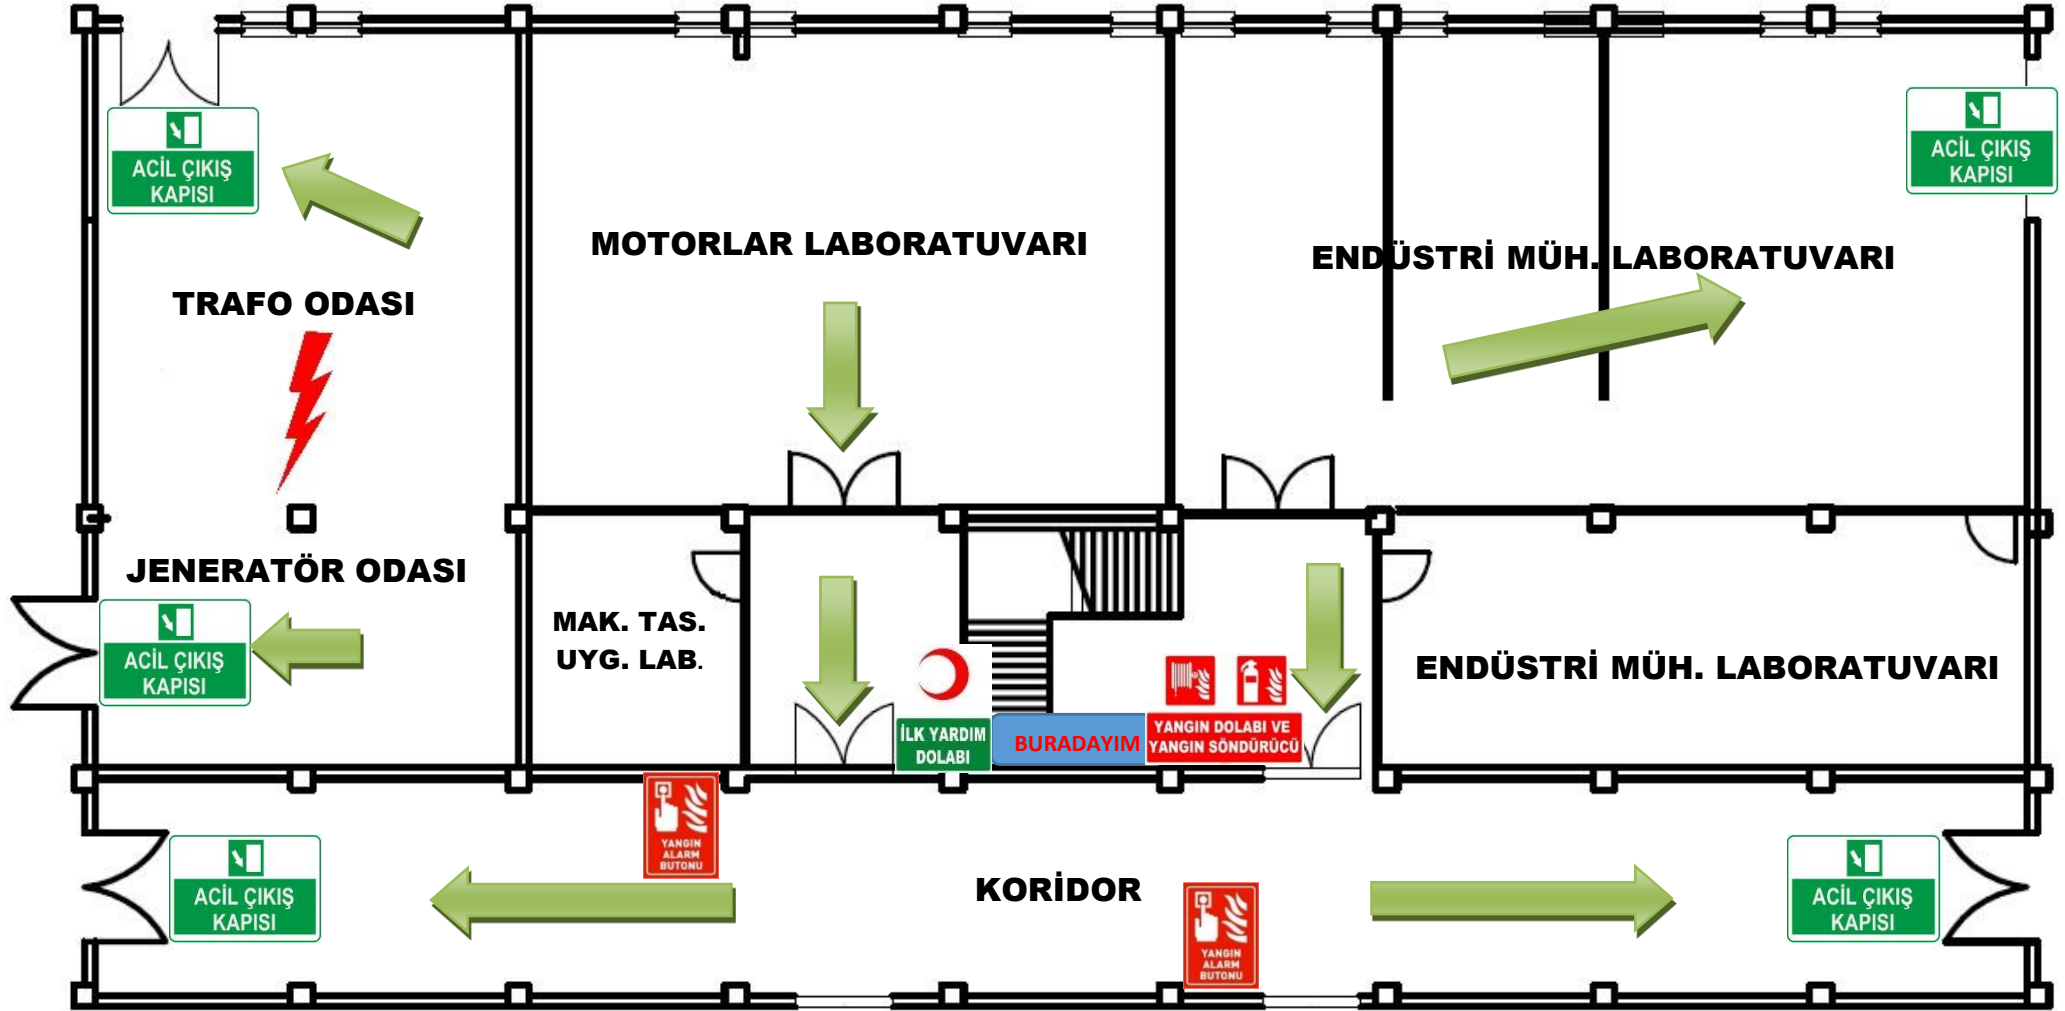 ACİL ÇIKIŞ
KAPISI
ACİL ÇIKIŞ
KAPISI
MOTORLAR LABORATUVARI
ENDÜSTRİ MÜH. LABORATUVARI
TRAFO ODASI
JENERATÖR ODASI
MAK. TAS.
UYG. LAB.
ACİL ÇIKIŞ
KAPISI
ENDÜSTRİ MÜH. LABORATUVARI
İLK YARDIM
DOLABI
BURADAYIM
YANGIN DOLABI VE
YANGIN SÖNDÜRÜCÜ
YANGIN
ALARM
BUTONU
ACİL ÇIKIŞ
KAPISI
KORİDOR
ACİL ÇIKIŞ
KAPISI
YANGIN
ALARM
BUTONU